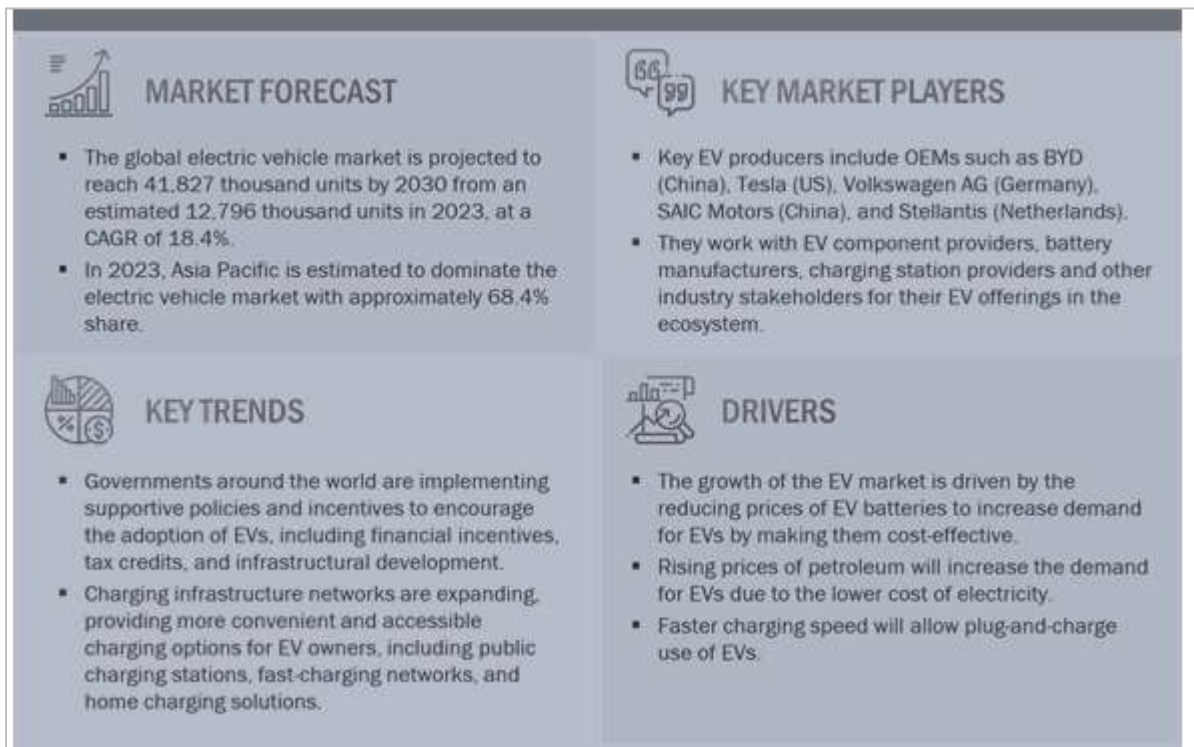 MARKET FORECAST
▪ The global electric vehicle market is projected to
reach 41,827 thousand units by 2030 from an
estimated 12,796 thousand units in 2023, at a
CAGR of 18.4%.
▪ In 2023, Asia Pacific is estimated to dominate the
electric vehicle market with approximately 68.4%
share.
66
99
KEY MARKET PLAYERS
▪ Key EV producers include OEMs such as BYD
(China), Tesla (US), Volkswagen AG (Germany),
SAIC Motors (China), and Stellantis (Netherlands).
▪ They work with EV component providers, battery
manufacturers, charging station providers and other
industry stakeholders for their EV offerings in the
ecosystem.
% $
KEY TRENDS
▪ Governments around the world are implementing
supportive policies and incentives to encourage
the adoption of EVs, including financial incentives,
tax credits, and infrastructural development.
▪ Charging infrastructure networks are expanding,
providing more convenient and accessible
charging options for EV owners, including public
charging stations, fast-charging networks, and
home charging solutions.
DRIVERS
▪ The growth of the EV market is driven by the
reducing prices of EV batteries to increase demand
for EVs by making them cost-effective.
▪ Rising prices of petroleum will increase the demand
for EVs due to the lower cost of electricity.
▪ Faster charging speed will allow plug-and-charge
use of EVs.